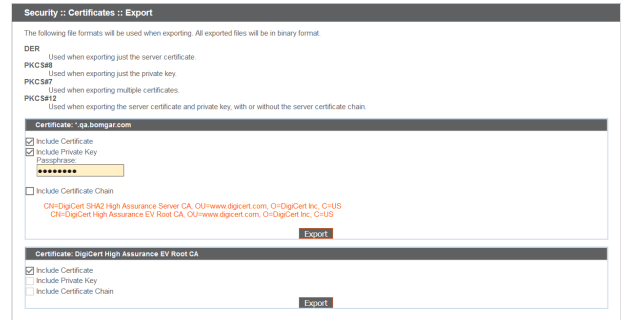 Security :: Certificates :: Export
The following file formats will be used when exporting. All exported files will be in binary format.
DER
Used when exporting just the server certificate.
PKCS#8
Used when exporting just the private key.
PKCS#7
Used when exporting multiple certificates.
PKCS#12
Used when exporting the server certificate and private key, with or without the server certificate chain.
Certificate: *.qa.bomgar.com
Include Certificate
Include Private Key
Passphrase:
••••••••
Include Certificate Chain
CN=DigiCert SHA2 High Assurance Server CA, OU=www.digicert.com, O=DigiCert Inc, C=US
CN=DigiCert High Assurance EV Root CA, OU=www.digicert.com, O=DigiCert Inc, C=US
Export
Certificate: DigiCert High Assurance EV Root CA
Include Certificate
Include Private Key
Include Certificate Chain
Export